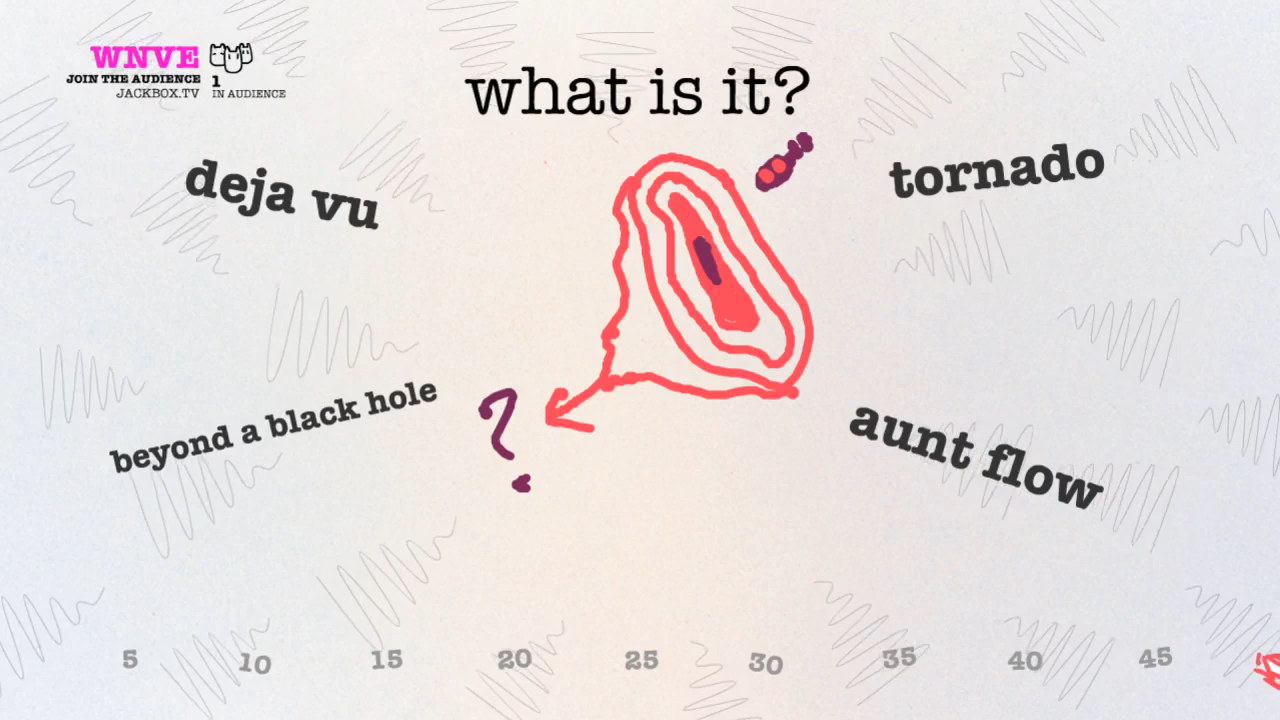 WNVE
JOIN THE AUDIENCE
JACKBOX.TV
1
IN AUDIENCE
what is it?
deja vu
tornado
beyond a black hole
?
aunt flow
5 10 15 20 25 30 35 40 45